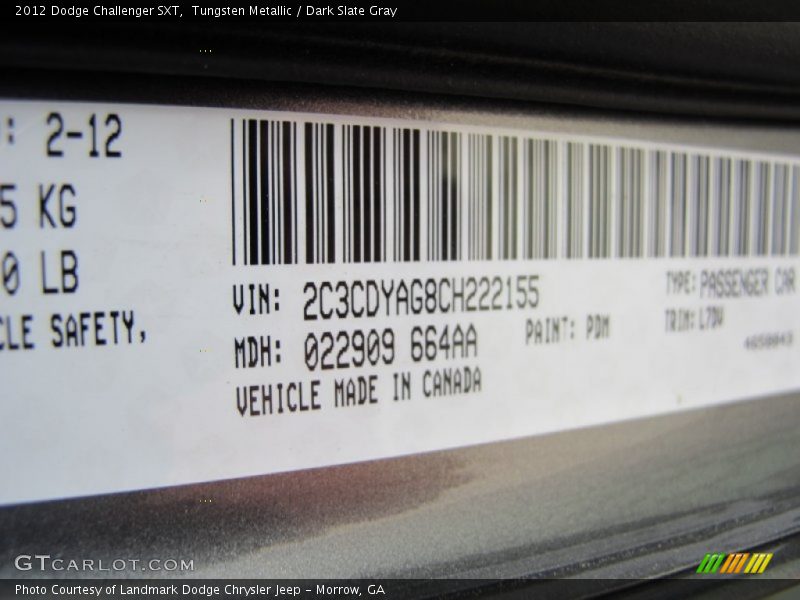 2012 Dodge Challenger SXT,  Tungsten Metallic / Dark Slate Gray
: 2-12
5 KG
0 LB
CLE SAFETY,
VIN: 2C3CDYAG8CH222155
TYPE: PASSENGER CAR
MDH: 022909 664AA
PAINT: PDM
TRIM: L7DV
VEHICLE MADE IN CANADA
GTCARLOT.COM
Photo Courtesy of Landmark Dodge Chrysler Jeep - Morrow, GA